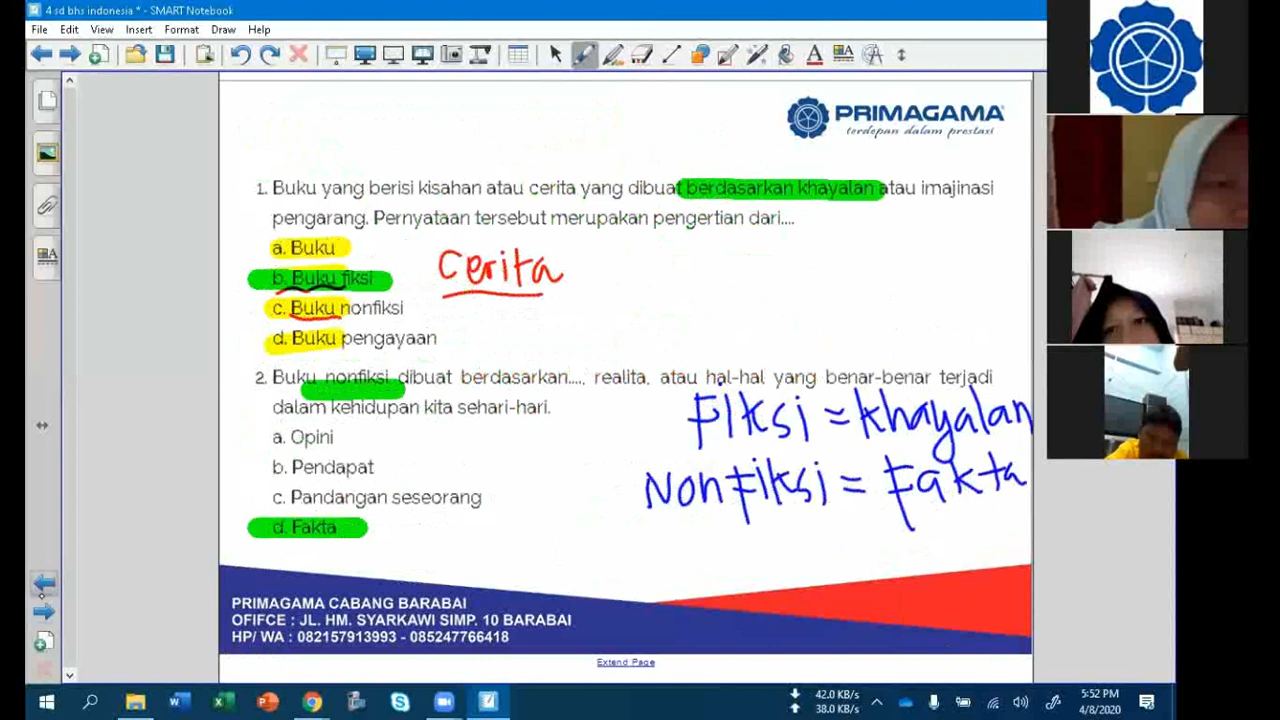 4 sd bhs indonesia * - SMART Notebook
File Edit View Insert Format Draw Help
PRIMAGAMA
terdepan dalam prestasi
1. Buku yang berisi kisahan atau cerita yang dibuat berdasarkan khayalan atau imajinasi
pengarang. Pernyataan tersebut merupakan pengertian dari....
a. Buku
b. Buku fiksi
c. Buku nonfiksi
d. Buku pengayaan
Cerita
2. Buku nonfiksi dibuat berdasarkan...., realita, atau hal-hal yang benar-benar terjadi
dalam kehidupan kita sehari-hari.
a. Opini
b. Pendapat
c. Pandangan seseorang
d. Fakta
Fiksi = khayalan
NonFiksi = Fakta
PRIMAGAMA CABANG BARABAI
OFIFCE : JL. HM. SYARKAWI SIMP. 10 BARABAI
HP/ WA : 082157913993 - 085247766418
Extend Page
42.0 KB/s
38.0 KB/s
5:52 PM
4/8/2020